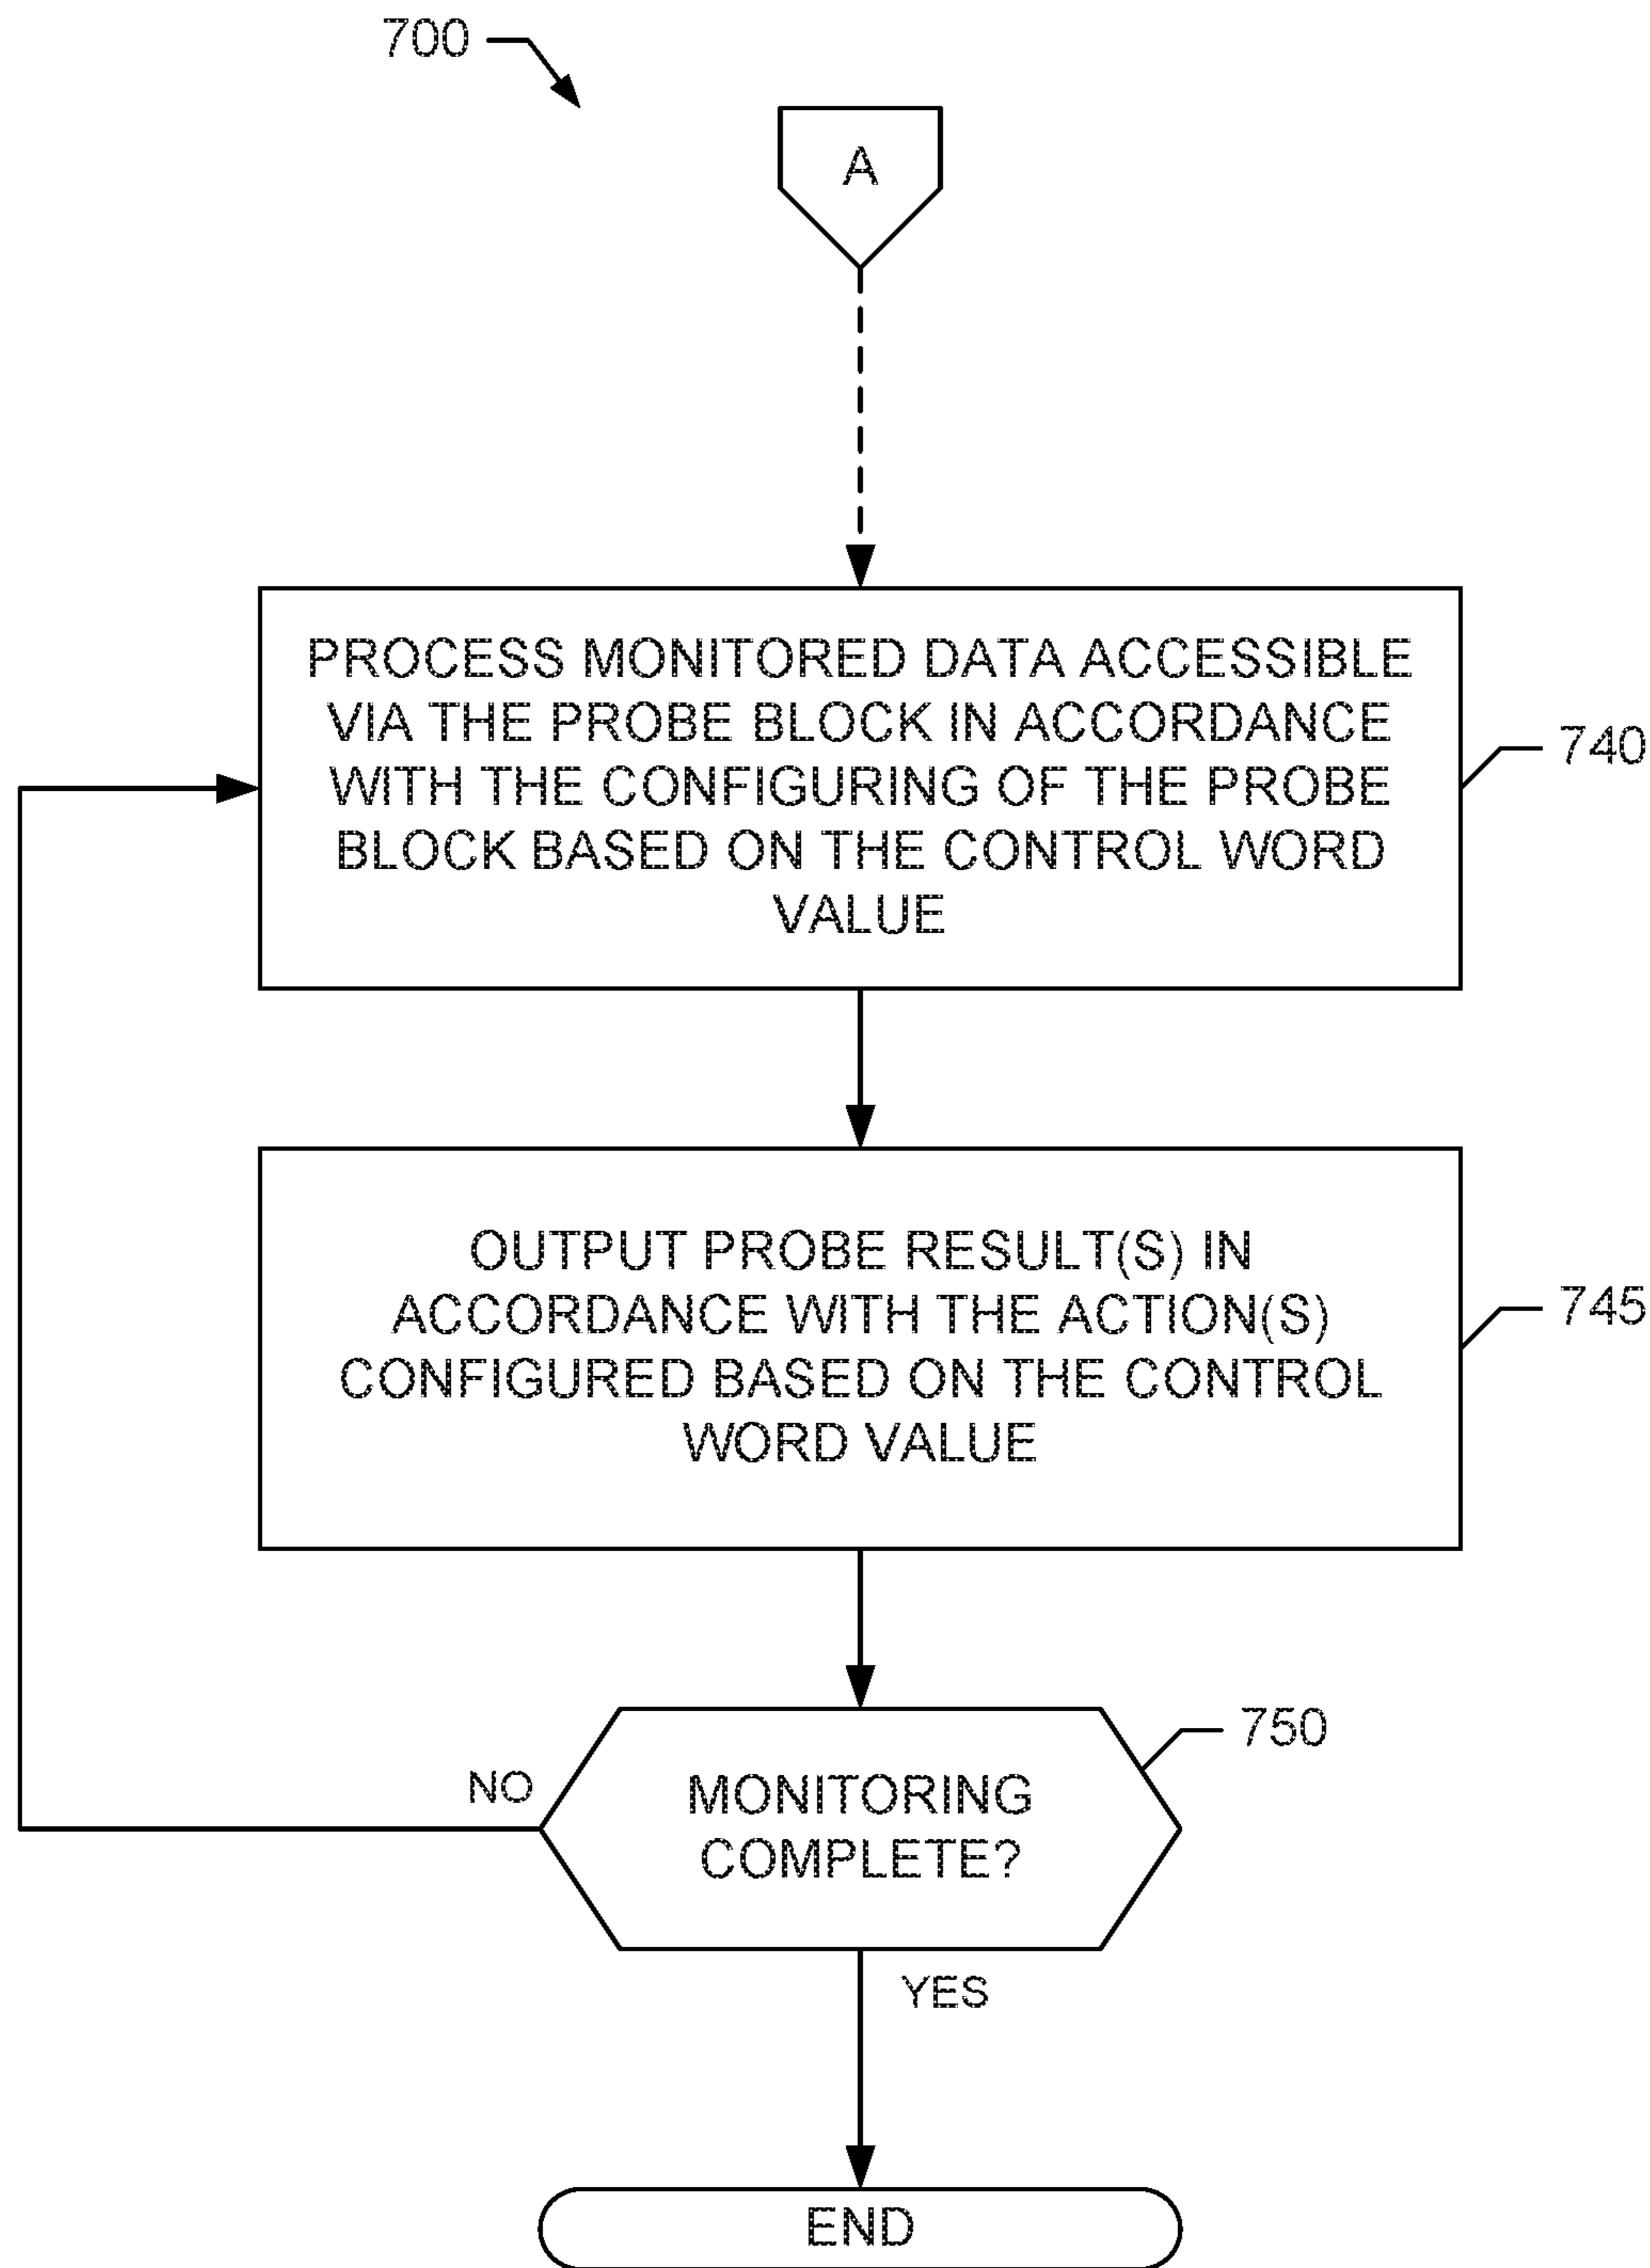 700
A
PROCESS MONITORED DATA ACCESSIBLE
VIA THE PROBE BLOCK IN ACCORDANCE
WITH THE CONFIGURING OF THE PROBE
BLOCK BASED ON THE CONTROL WORD
VALUE
740
OUTPUT PROBE RESULT(S) IN
ACCORDANCE WITH THE ACTION(S)
CONFIGURED BASED ON THE CONTROL
WORD VALUE
745
750
NO
MONITORING
COMPLETE?
YES
END